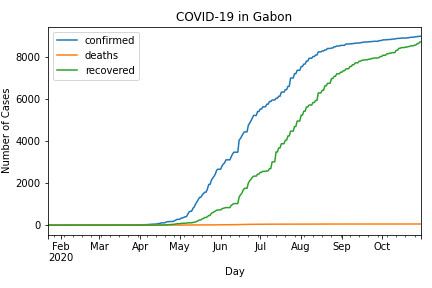 COVID-19 in Gabon
confirmed
deaths
recovered
Number of Cases
8000
6000
4000
2000
0
Feb Mar Apr May Jun Jul Aug Sep Oct
2020
Day